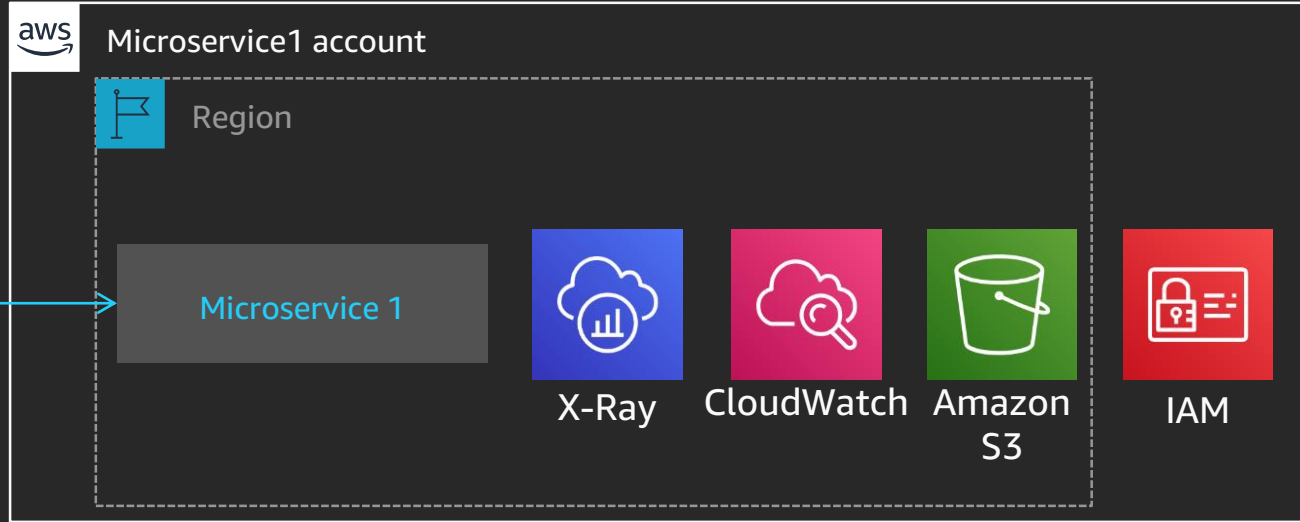 aws
Microservice1 account
Region
Microservice 1
X-Ray
CloudWatch
Amazon
S3
IAM